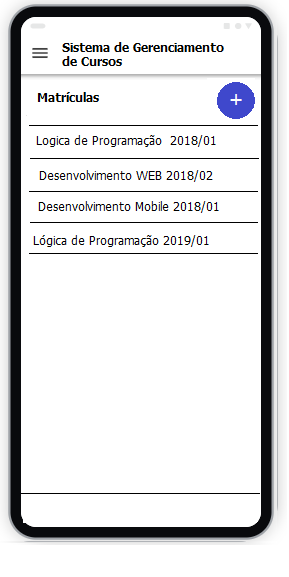 Sistema de Gerenciamento
de Cursos
Matrículas
+
Logica de Programação  2018/01
Desenvolvimento WEB 2018/02
Desenvolvimento Mobile 2018/01
Lógica de Programação 2019/01